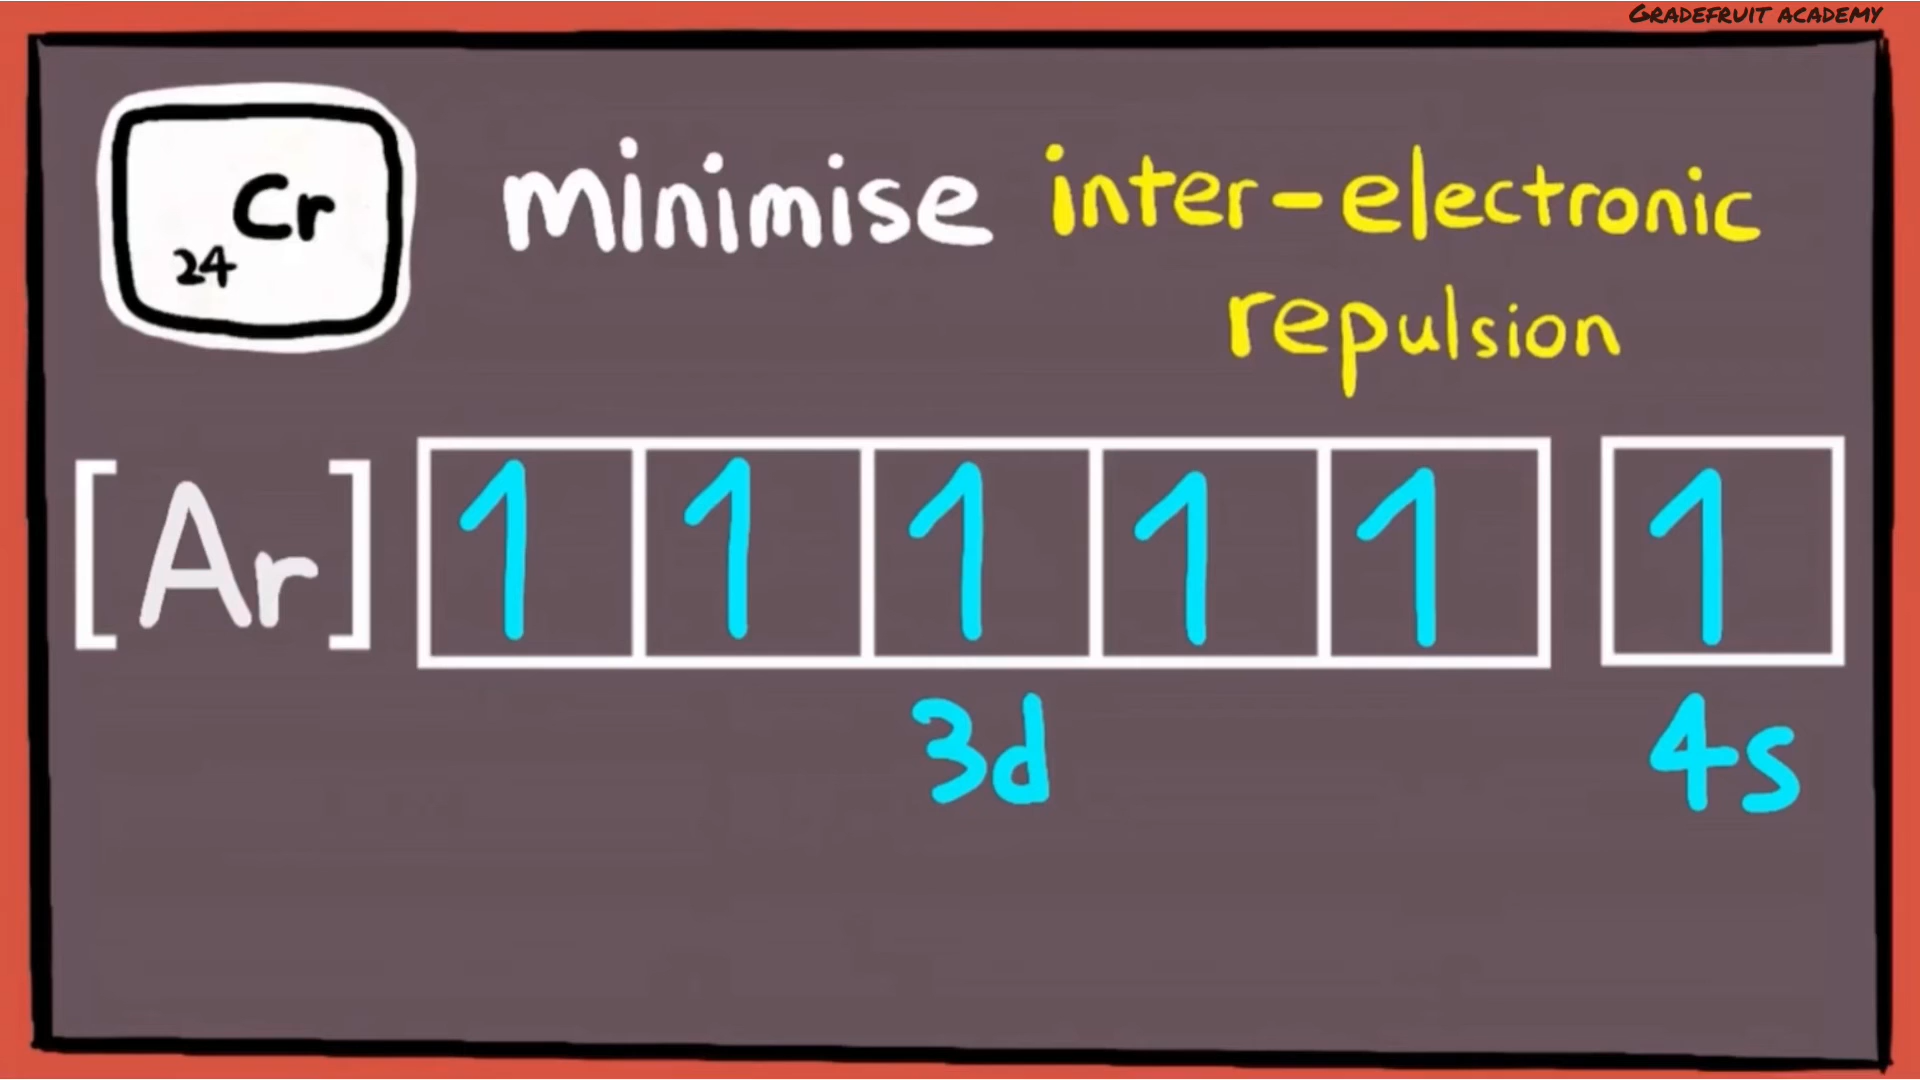 Gradefruit academy
Cr
24
minimise inter-electronic
repulsion
[Ar] 1 1 1 1 1 1
3d 4s